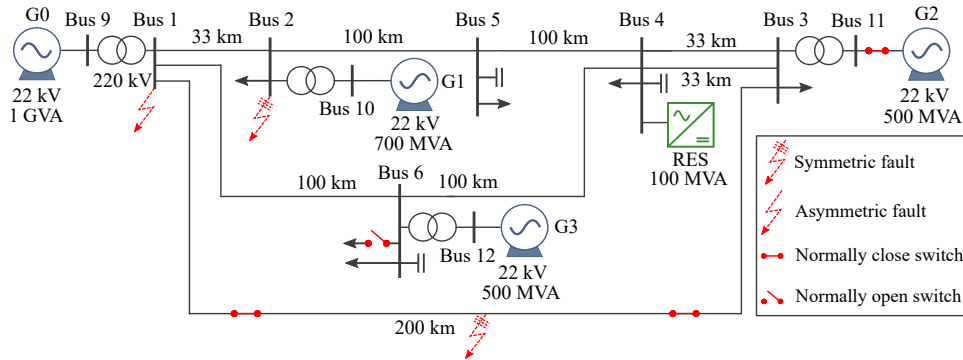 G0
Bus 9
Bus 1
33 km
Bus 2
100 km
Bus 5
100 km
Bus 4
33 km
Bus 3
Bus 11
G2
220 kV
33 km
22 kV
1 GVA
Bus 10
G1
22 kV
700 MVA
22 kV
500 MVA
RES
100 MVA
100 km
Bus 6
100 km
G3
Bus 12
22 kV
500 MVA
200 km
Symmetric fault
Asymmetric fault
Normally close switch
Normally open switch